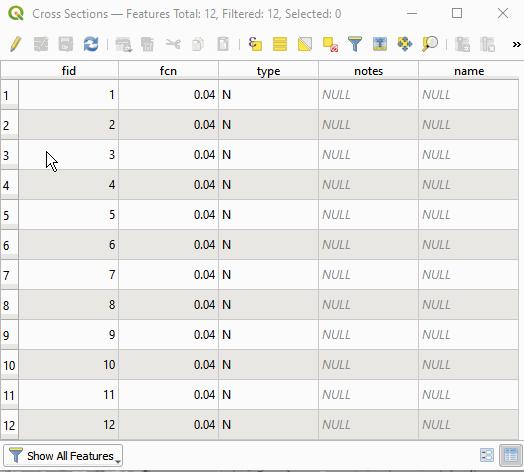 Cross Sections — Features Total: 12, Filtered: 12, Selected: 0
»
fid fcn type notes name
1 1 0.04 N NULL NULL
2 2 0.04 N NULL NULL
3 3 0.04 N NULL NULL
4 4 0.04 N NULL NULL
5 5 0.04 N NULL NULL
6 6 0.04 N NULL NULL
7 7 0.04 N NULL NULL
8 8 0.04 N NULL NULL
9 9 0.04 N NULL NULL
10 10 0.04 N NULL NULL
11 11 0.04 N NULL NULL
12 12 0.04 N NULL NULL
Show All Features